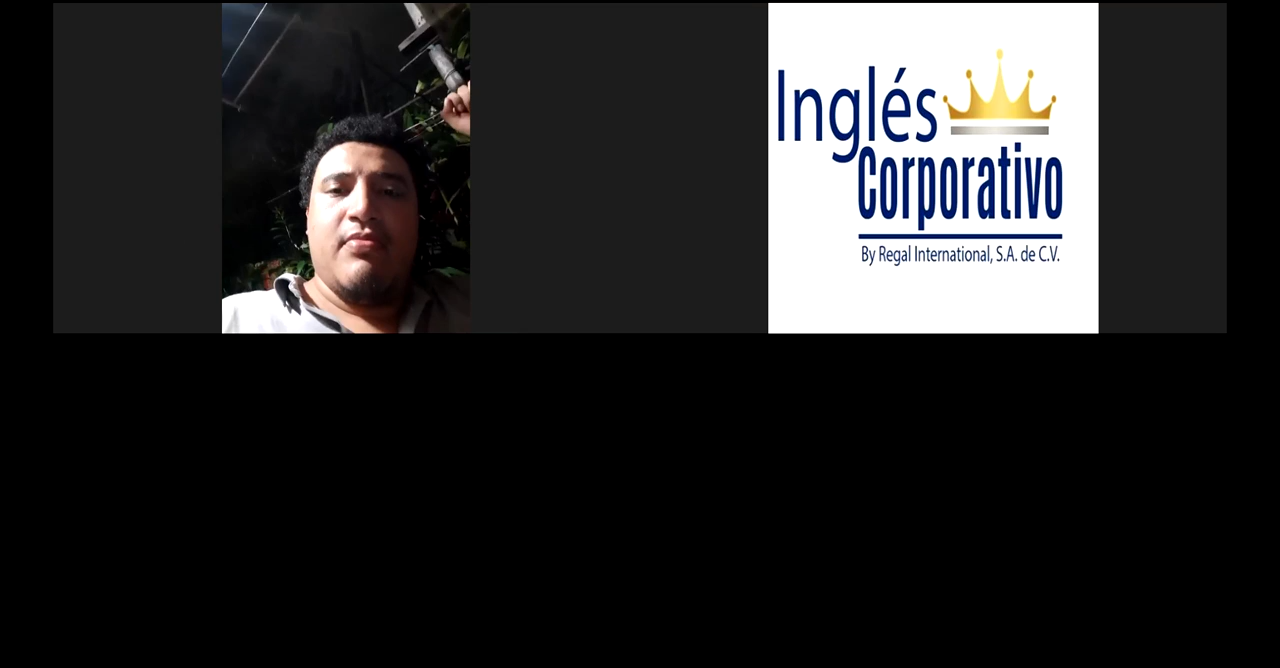 Inglés
Corporativo
By Regal International, S.A. de C.V.